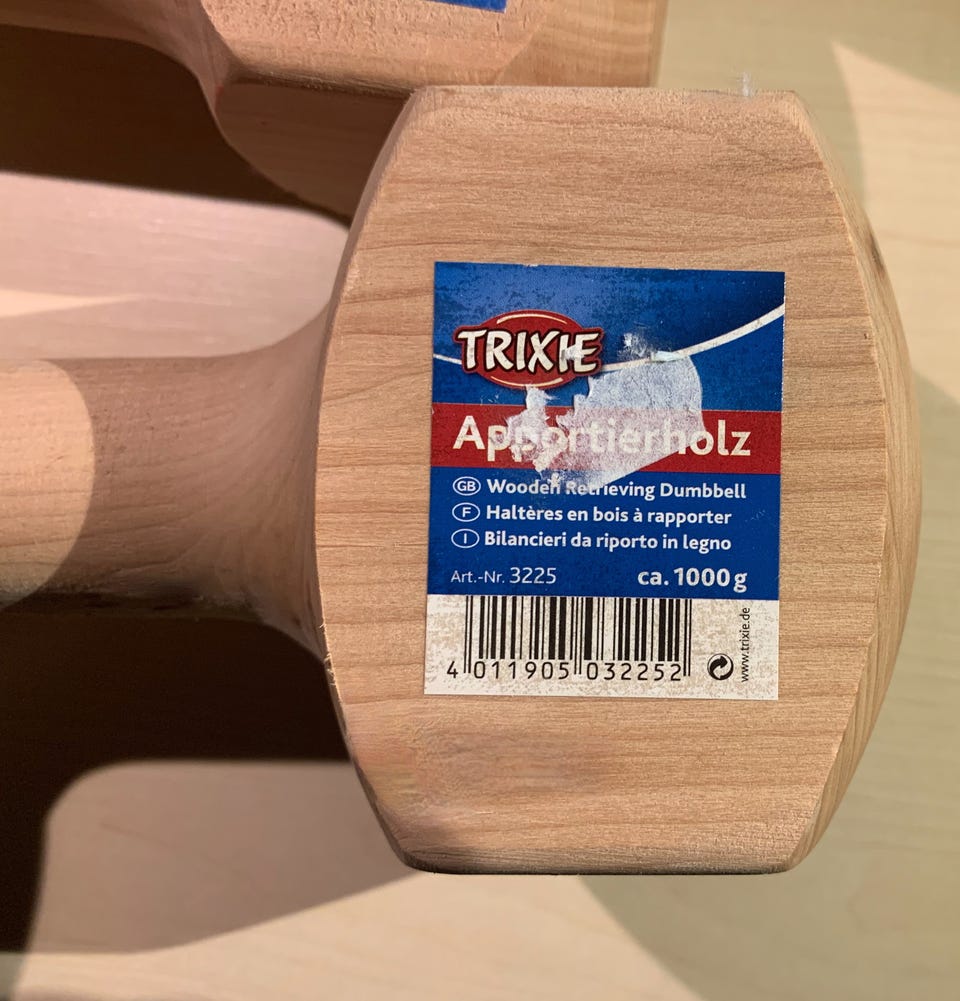 TRIXIE
Apportierholz
GB Wooden Retrieving Dumbbell
F Haltères en bois à rapporter
I Bilancieri da riporto in legno
Art.-Nr. 3225 ca. 1000 g
4 011905 032252
www.trixie.de